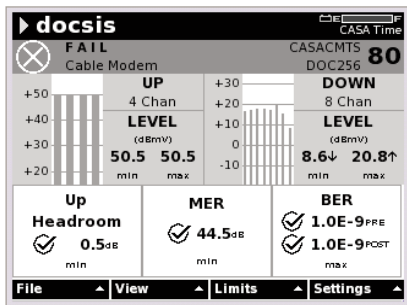 docsis
E F
CASA Time
FAIL
Cable Modem
CASACMTS
DOC256
80
+50
+40
+30
+20
UP
4 Chan
LEVEL
(dBmV)
50.5 50.5
min max
+30
+20
+10
0
-10
DOWN
8 Chan
LEVEL
(dBmV)
8.6↓ 20.8↑
min max
Up
Headroom
0.5dB
min
MER
44.5dB
min
BER
1.0E-9PRE
1.0E-9POST
max
File View Limits Settings